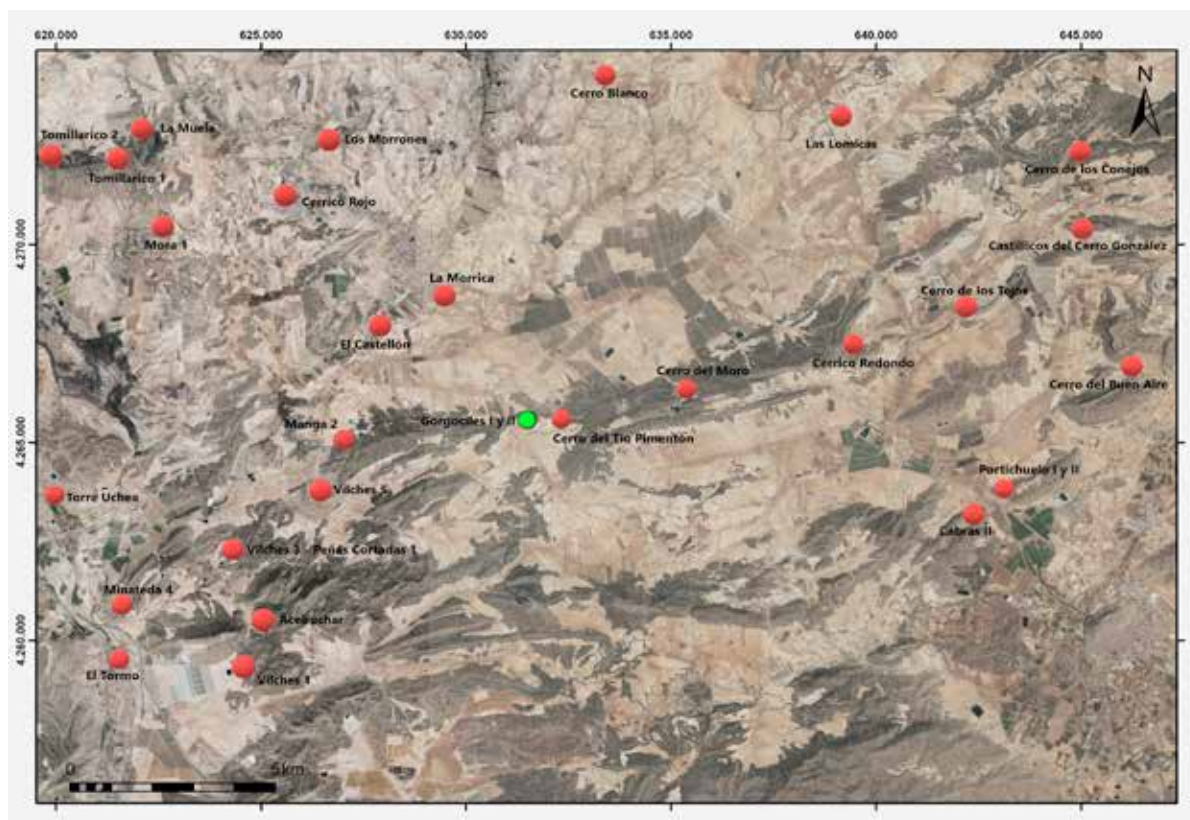 620.000 625.000 630.000 635.000 640.000 645.000
N
Cerro Blanco
Las Lomicas
La Muela
Tomillarico 2
Los Morrones
Tomillarico 1
Cerro de los Conejos
Cerrico Rojo
Mora 1
Castillicos del Cerro González
4.270.000
La Morrica
Cerro de los Tejos
El Castellón
Cerrico Redondo
Cerro del Moro
Cerro del Buen Aire
Gorgociles I y II
Manga 2
Cerro del Tío Pimentón
4.265.000
Portichuelo I y II
Vilches 5
Torre Uchea
Cabras II
Vilches 3 - Peñas Cortadas 1
Minateda 4
Acebuchar
4.260.000
El Tormo
Vilches 1
0 5km